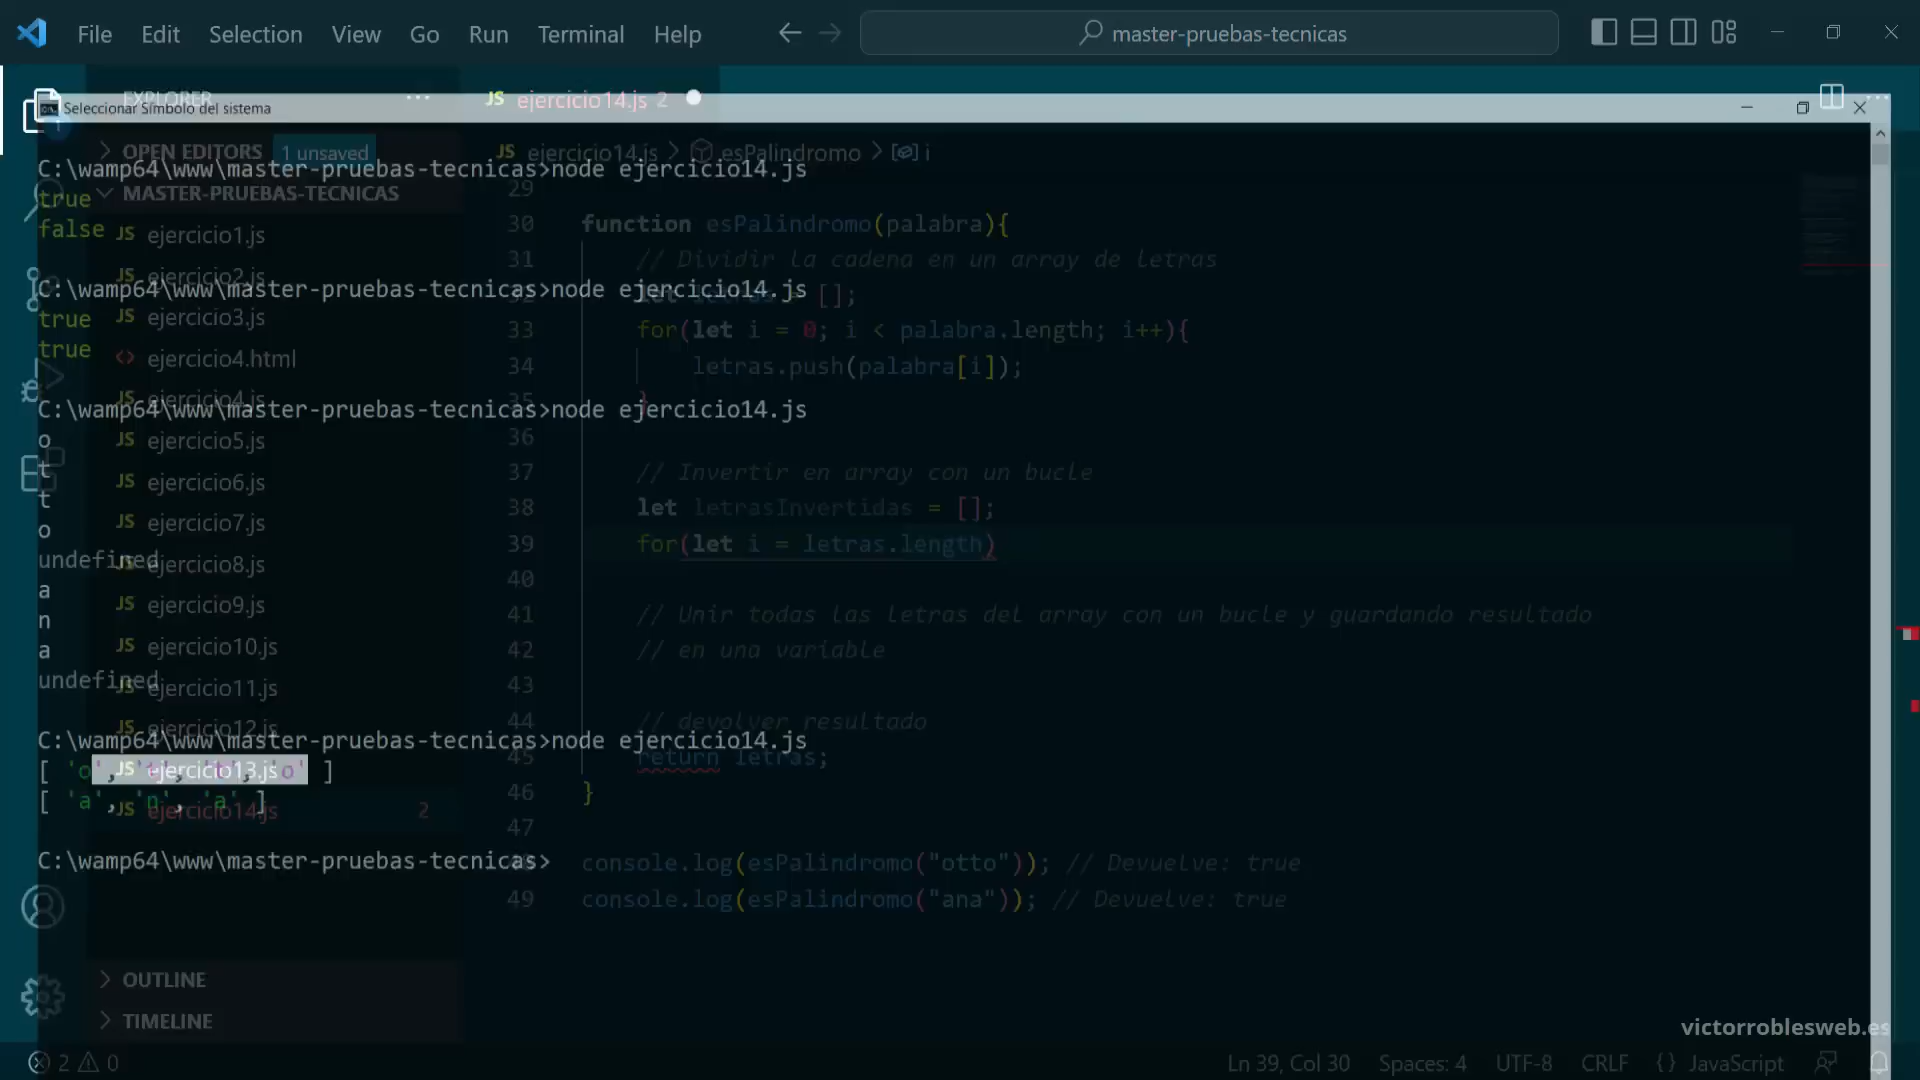 File Edit Selection View Go Run Terminal Help
master-pruebas-tecnicas
EXPLORER
JS ejercicio14.js 2
Seleccionar Símbolo del sistema
1
OPEN EDITORS 1 unsaved
JS ejercicio14.js > esPalindromo > i
C:\wamp64\www\master-pruebas-tecnicas>node ejercicio14.js
true
false
MASTER-PRUEBAS-TECNICAS
C:\wamp64\www\master-pruebas-tecnicas>node ejercicio14.js
true
true
C:\wamp64\www\master-pruebas-tecnicas>node ejercicio14.js
o
t
t
o
undefined
a
n
a
undefined
C:\wamp64\www\master-pruebas-tecnicas>node ejercicio14.js
[ 'o', 't', 't', 'o' ]
[ 'a', 'n', 'a' ]
C:\wamp64\www\master-pruebas-tecnicas>
JS ejercicio1.js
JS ejercicio2.js
JS ejercicio3.js
<> ejercicio4.html
JS ejercicio4.js
JS ejercicio5.js
JS ejercicio6.js
JS ejercicio7.js
JS ejercicio8.js
JS ejercicio9.js
JS ejercicio10.js
JS ejercicio11.js
JS ejercicio12.js
JS ejercicio13.js
JS ejercicio14.js 2
OUTLINE
TIMELINE
29
30 function esPalindromo(palabra){
31 // Dividir la cadena en un array de letras
32 let letras = [];
33 for(let i = 0; i < palabra.length; i++){
34 letras.push(palabra[i]);
35 }
36
37 // Invertir en array con un bucle
38 let letrasInvertidas = [];
39 for(let i = letras.length)
40
41 // Unir todas las letras del array con un bucle y guardando resultado
42 // en una variable
43
44 // devolver resultado
45 return letras;
46 }
47
48 console.log(esPalindromo("otto")); // Devuelve: true
49 console.log(esPalindromo("ana")); // Devuelve: true
victorroblesweb.es
2 0
Ln 39, Col 30 Spaces: 4 UTF-8 CRLF {} JavaScript